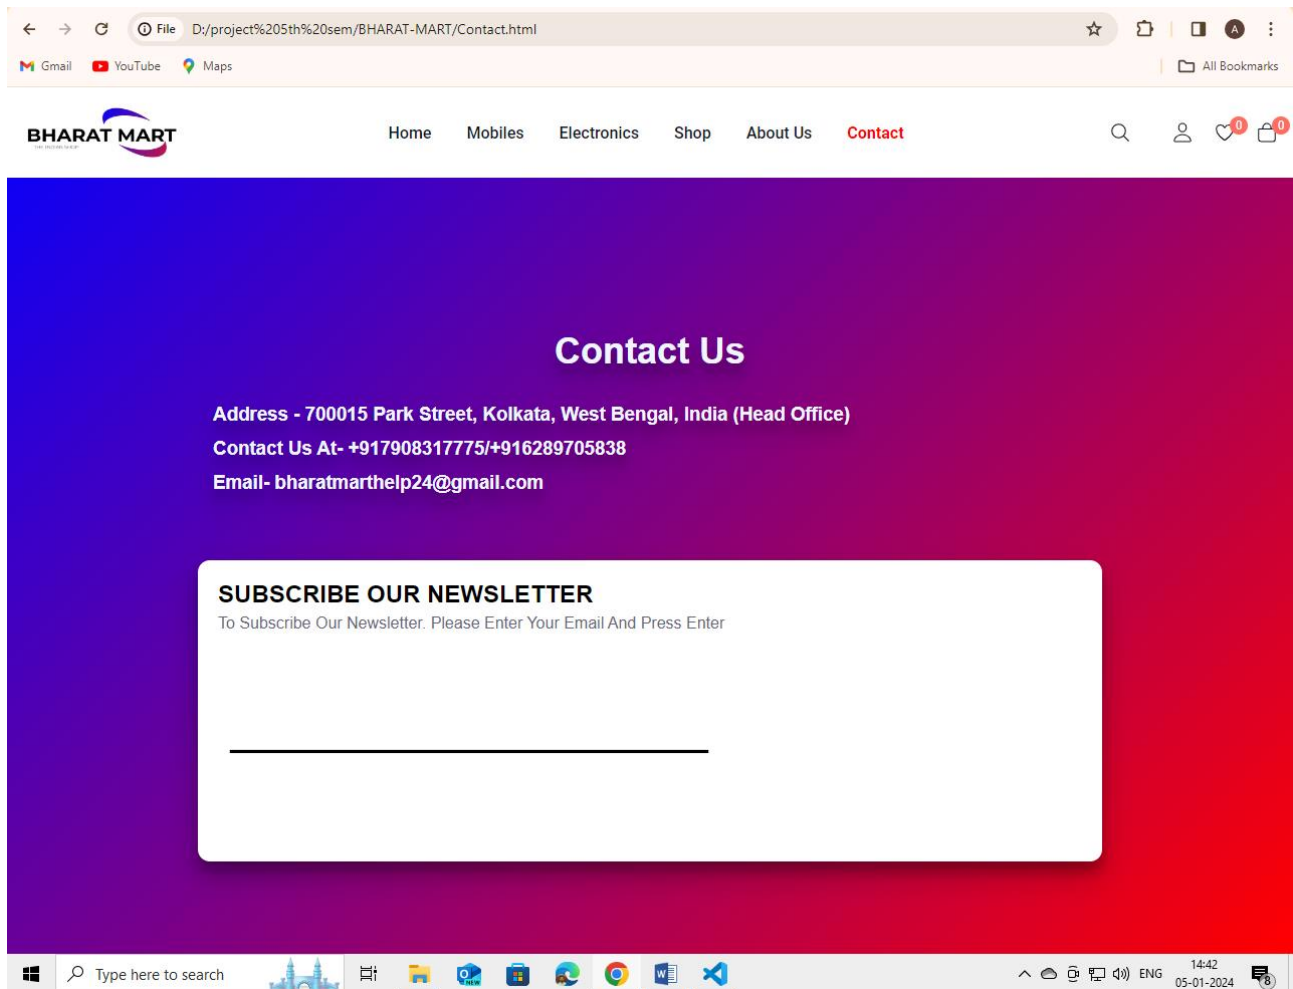 File D:/project%205th%20sem/BHARAT-MART/Contact.html A
Gmail YouTube Maps All Bookmarks
BHARAT MART
Home Mobiles Electronics Shop About Us Contact 0 0
Contact Us
Address - 700015 Park Street, Kolkata, West Bengal, India (Head Office)
Contact Us At- +917908317775/+916289705838
Email- bharatmarthelp24@gmail.com
SUBSCRIBE OUR NEWSLETTER
To Subscribe Our Newsletter. Please Enter Your Email And Press Enter
Type here to search ENG 14:42
05-01-2024 8